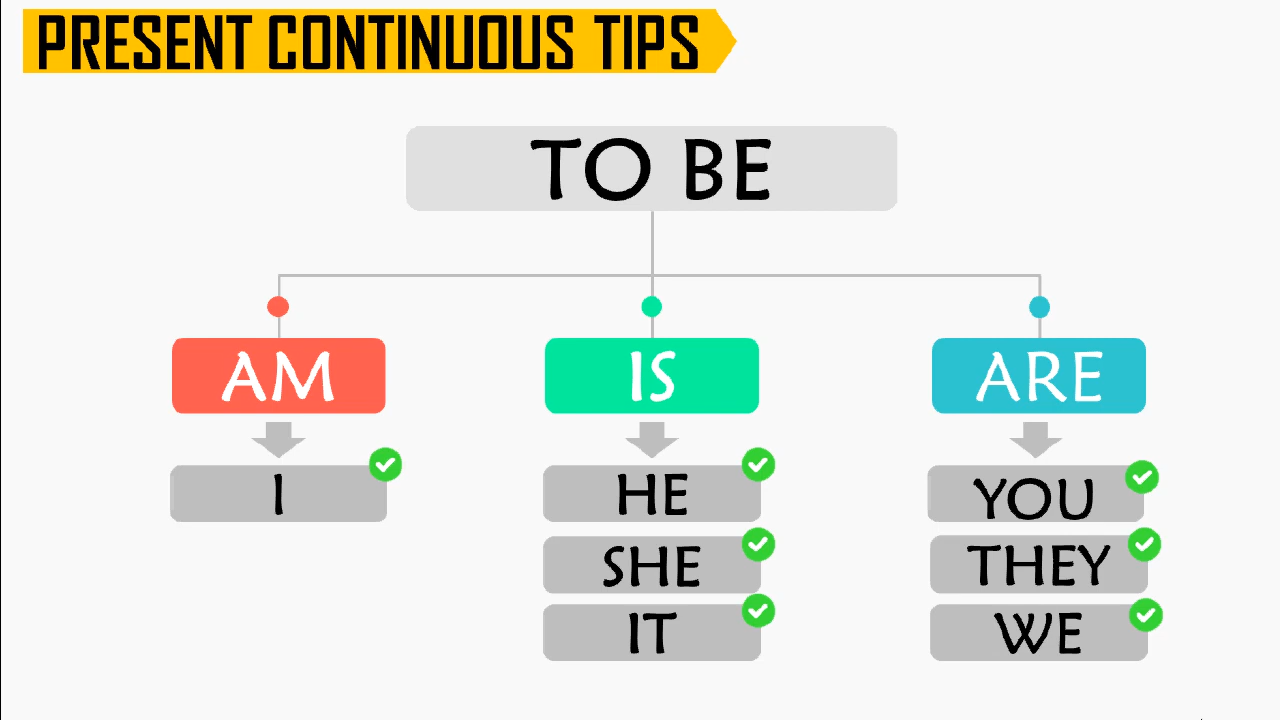 PRESENT CONTINUOUS TIPS
TO BE
AM
IS
ARE
I
HE
YOU
SHE
THEY
IT
WE